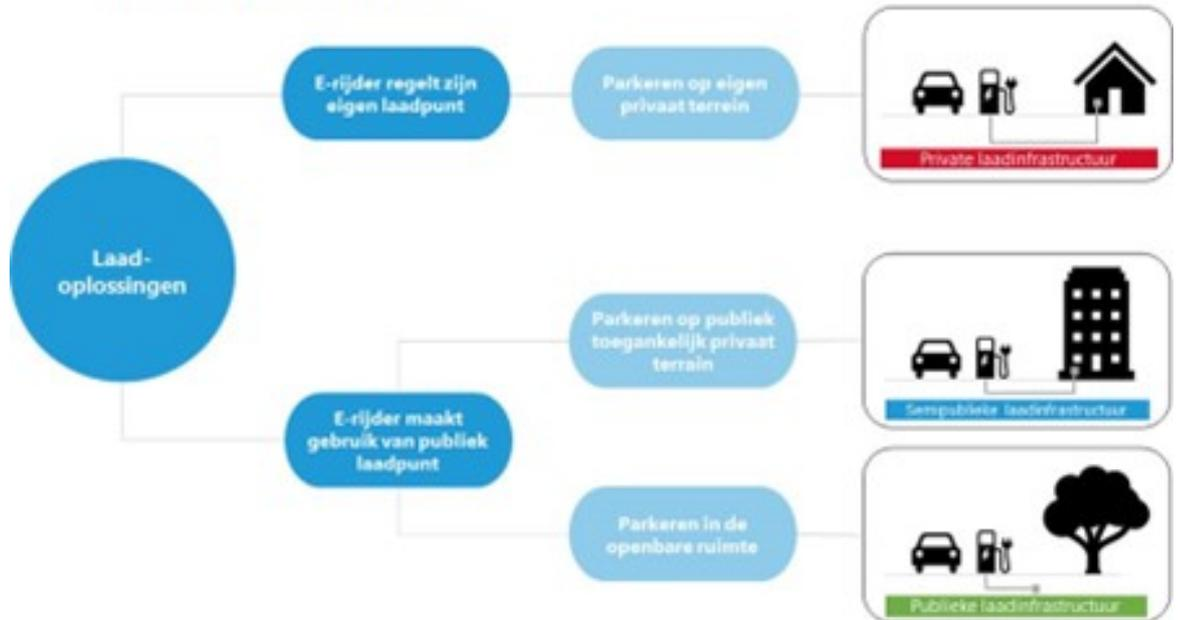 E-rijder regelt zijn
eigen laadpunt
Parkeren op eigen
privaat terrein
Private laadinfrastructuur
Laad-
oplossingen
Parkeren op publiek
toegankelijk privaat
terrain
Semipublieke laadinfrastructuur
E-rijder maakt
gebruik van publiek
laadpunt
Parkeren in de
openbare ruimte
Publieke laadinfrastructuur